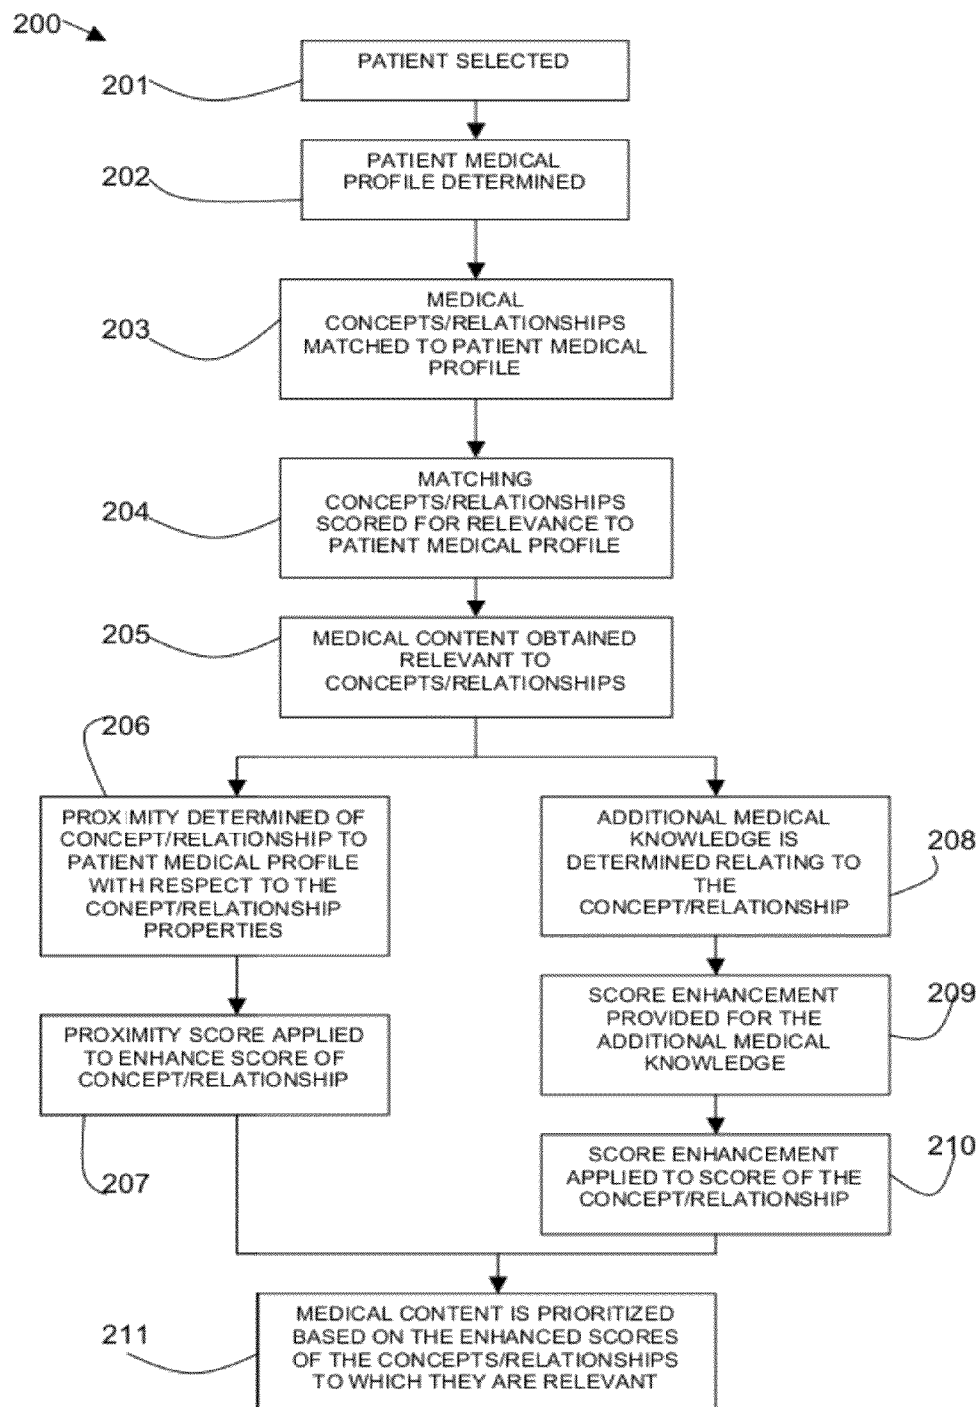 200
PATIENT SELECTED
201
PATIENT MEDICAL
PROFILE DETERMINED
202
MEDICAL
CONCEPTS/RELATIONSHIPS
MATCHED TO PATIENT MEDICAL
PROFILE
203
MATCHING
CONCEPTS/RELATIONSHIPS
SCORED FOR RELEVANCE TO
PATIENT MEDICAL PROFILE
204
MEDICAL CONTENT OBTAINED
RELEVANT TO
CONCEPTS/RELATIONSHIPS
205
206
PROXIMITY DETERMINED OF
CONCEPT/RELATIONSHIP TO
PATIENT MEDICAL PROFILE
WITH RESPECT TO THE
CONEPT/RELATIONSHIP
PROPERTIES
PROXIMITY SCORE APPLIED
TO ENHANCE SCORE OF
CONCEPT/RELATIONSHIP
207
ADDITIONAL MEDICAL
KNOWLEDGE IS
DETERMINED RELATING TO
THE
CONCEPT/RELATIONSHIP
208
SCORE ENHANCEMENT
PROVIDED FOR THE
ADDITIONAL MEDICAL
KNOWLEDGE
209
SCORE ENHANCEMENT
APPLIED TO SCORE OF THE
CONCEPT/RELATIONSHIP
210
MEDICAL CONTENT IS PRIORITIZED
BASED ON THE ENHANCED SCORES
OF THE CONCEPTS/RELATIONSHIPS
TO WHICH THEY ARE RELEVANT
211